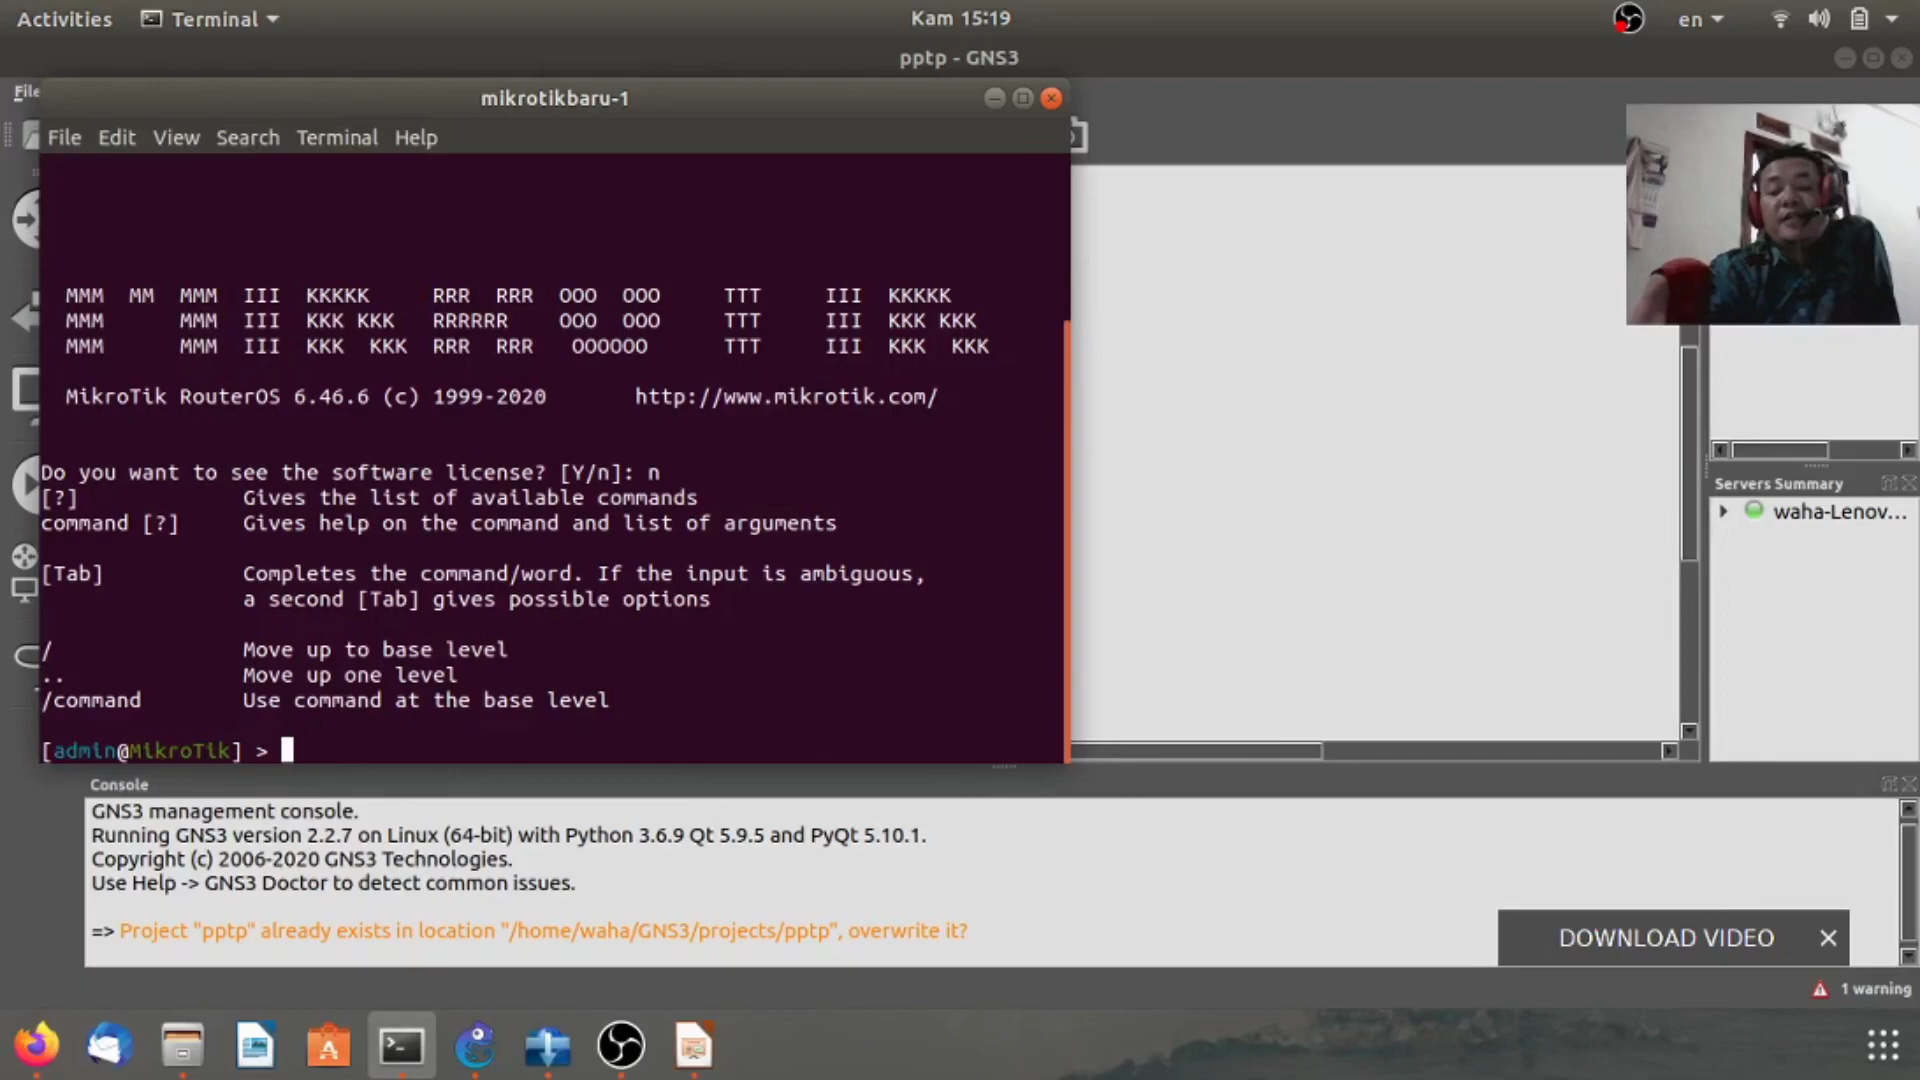 Activities Terminal Kam 15:19 en
pptp - GNS3
File
mikrotikbaru-1
File Edit View Search Terminal Help
MMM MM MMM III KKKKK RRR RRR OOO OOO TTT III KKKKK
MMM MMM III KKK KKK RRRRRR OOO OOO TTT III KKK KKK
MMM MMM III KKK KKK RRR RRR OOOOOO TTT III KKK KKK
MikroTik RouterOS 6.46.6 (c) 1999-2020 http://www.mikrotik.com/
Do you want to see the software license? [Y/n]: n
[?] Gives the list of available commands
command [?] Gives help on the command and list of arguments
[Tab] Completes the command/word. If the input is ambiguous,
a second [Tab] gives possible options
/ Move up to base level
.. Move up one level
/command Use command at the base level
[admin@MikroTik] >
Servers Summary
waha-Lenov...
Console
GNS3 management console.
Running GNS3 version 2.2.7 on Linux (64-bit) with Python 3.6.9 Qt 5.9.5 and PyQt 5.10.1.
Copyright (c) 2006-2020 GNS3 Technologies.
Use Help -> GNS3 Doctor to detect common issues.
=> Project "pptp" already exists in location "/home/waha/GNS3/projects/pptp", overwrite it?
DOWNLOAD VIDEO
1 warning